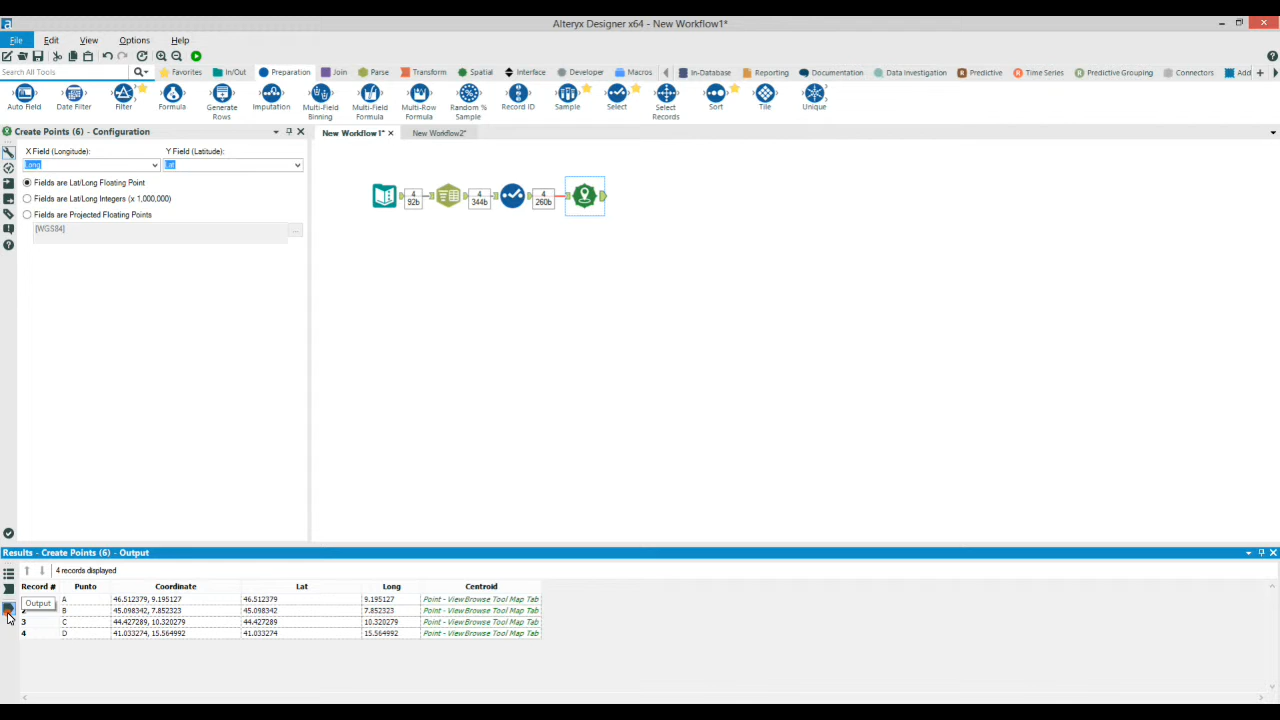 a
Alteryx Designer x64 - New Workflow1*
File Edit View Options Help
Search All Tools Favorites In/Out Preparation Join Parse Transform Spatial Interface Developer Macros In-Database Reporting Documentation Data Investigation Predictive Time Series Predictive Grouping Connectors Add
Auto Field Date Filter Filter Formula Generate Rows Imputation Multi-Field Binning Multi-Field Formula Multi-Row Formula Random % Sample Record ID Sample Select Select Records Sort Tile Unique
Create Points (6) - Configuration
New Workflow1* New Workflow2*
X Field (Longitude): Y Field (Latitude):
Long Lat
Fields are Lat/Long Floating Point
Fields are Lat/Long Integers (x 1,000,000)
Fields are Projected Floating Points
[WGS84] ...
4 4 4
92b 344b 260b
Results - Create Points (6) - Output
4 records displayed
Record # Punto Coordinate Lat Long Centroid
A 46.512379, 9.195127 46.512379 9.195127 Point - View Browse Tool Map Tab
Output
2 B 45.098342, 7.852323 45.098342 7.852323 Point - View Browse Tool Map Tab
3 C 44.427289, 10.320279 44.427289 10.320279 Point - View Browse Tool Map Tab
4 D 41.033274, 15.564992 41.033274 15.564992 Point - View Browse Tool Map Tab